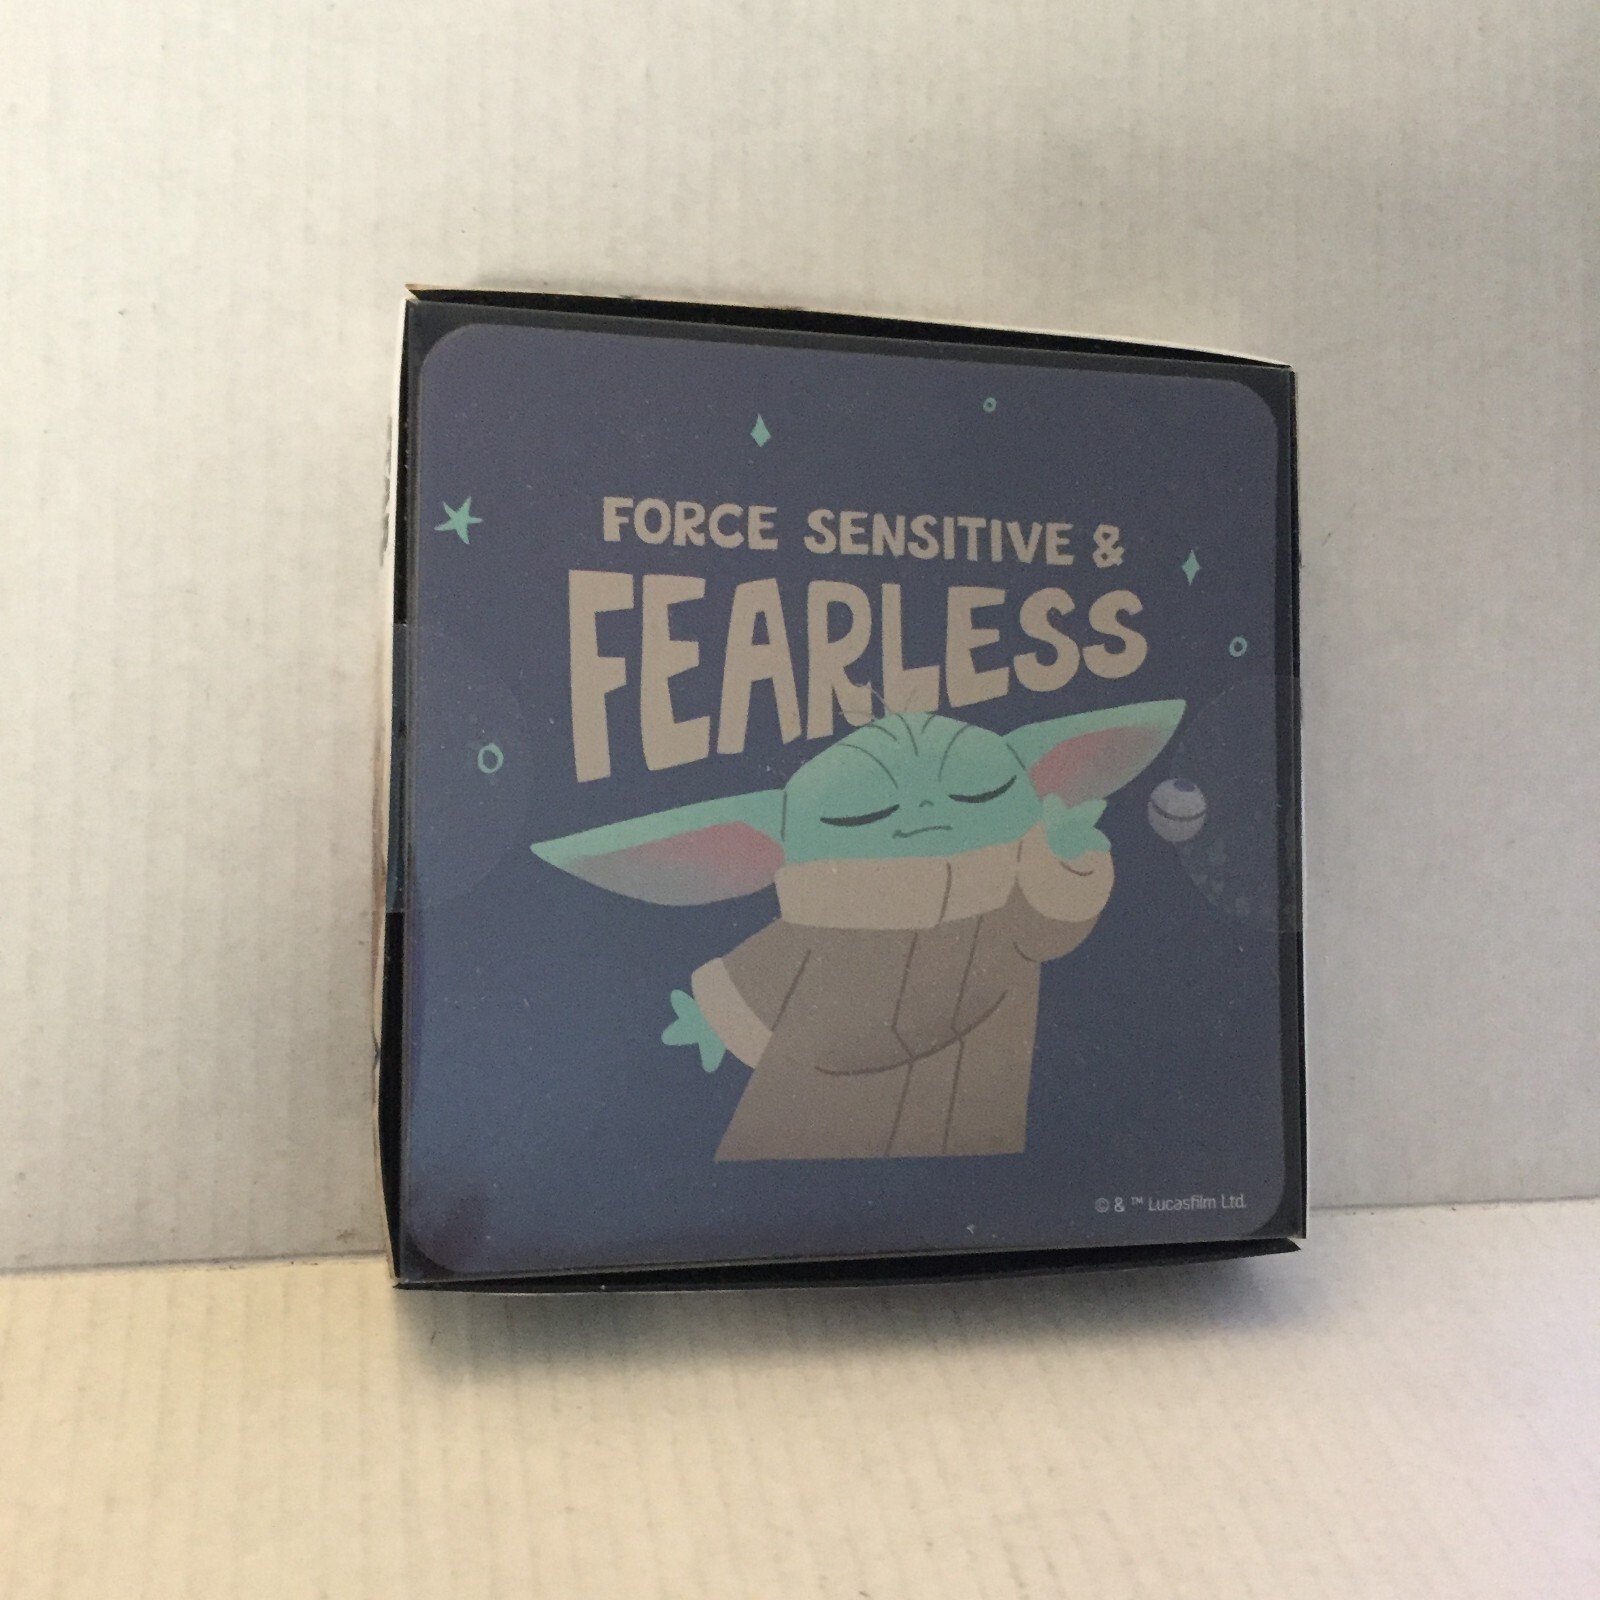 FORCE SENSITIVE &
FEARLESS
© & ™ Lucasfilm Ltd.